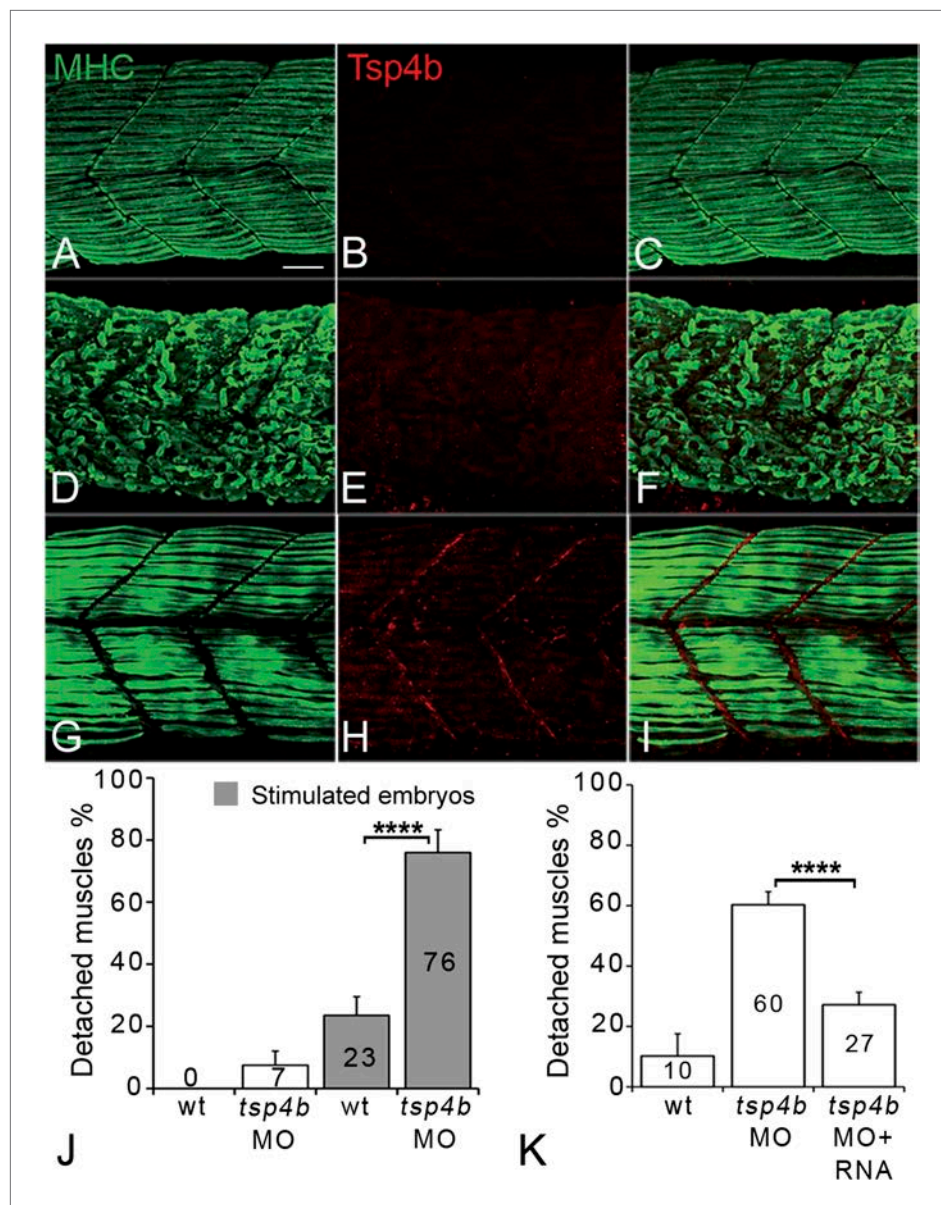 MHC
Tsp4b
A
B
C
D
E
F
G
H
I
100
80
60
40
20
0
Detached muscles %
Stimulated embryos
****
0
7
23
76
wt
tsp4b
MO
wt
tsp4b
MO
J
100
80
60
40
20
0
Detached muscles %
****
10
60
27
wt
tsp4b
MO
tsp4b
MO+
RNA
K